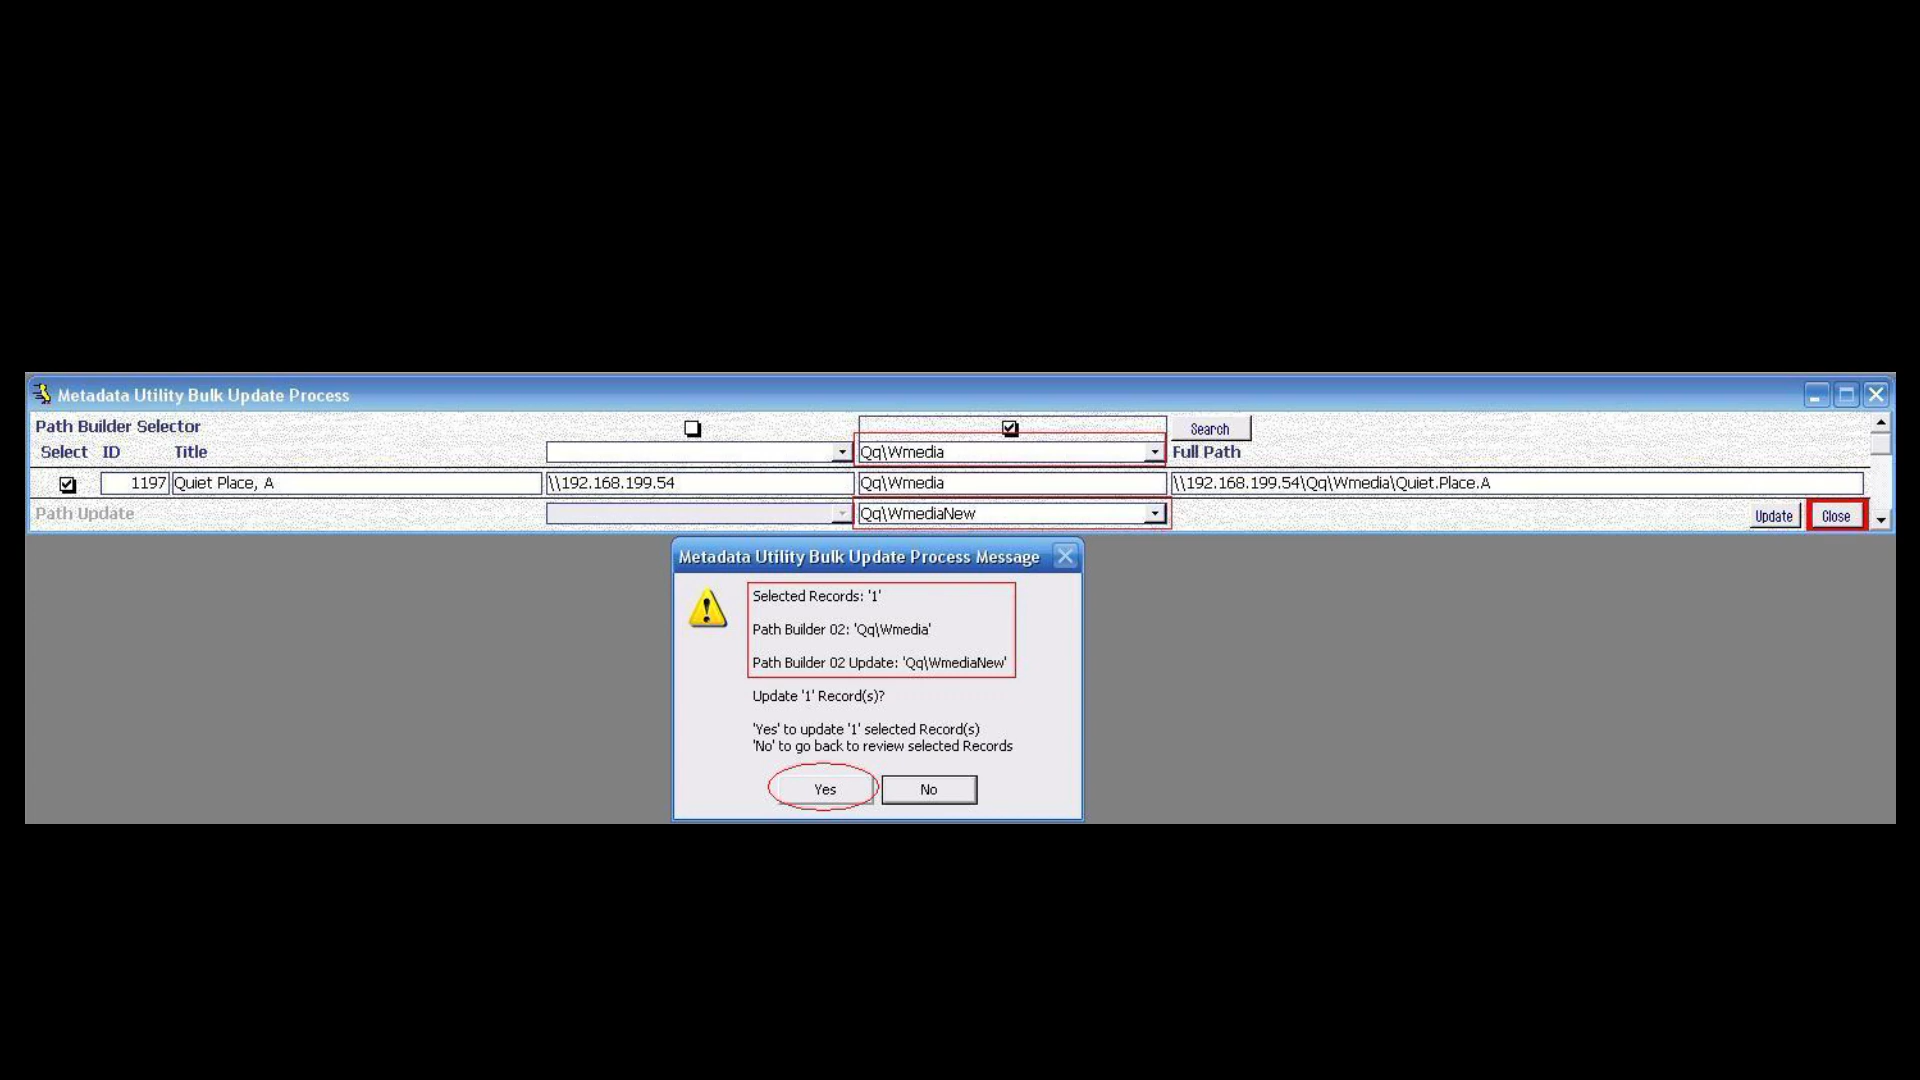 Metadata Utility Bulk Update Process
Path Builder Selector
Search
Select ID Title Qq\Wmedia Full Path
1197 Quiet Place, A \\192.168.199.54 Qq\Wmedia \\192.168.199.54\Qq\Wmedia\Quiet.Place.A
Path Update Qq\WmediaNew Update Close
Metadata Utility Bulk Update Process Message
Selected Records: '1'
Path Builder 02: 'Qq\Wmedia'
Path Builder 02 Update: 'Qq\WmediaNew'
Update '1' Record(s)?
'Yes' to update '1' selected Record(s)
'No' to go back to review selected Records
Yes No